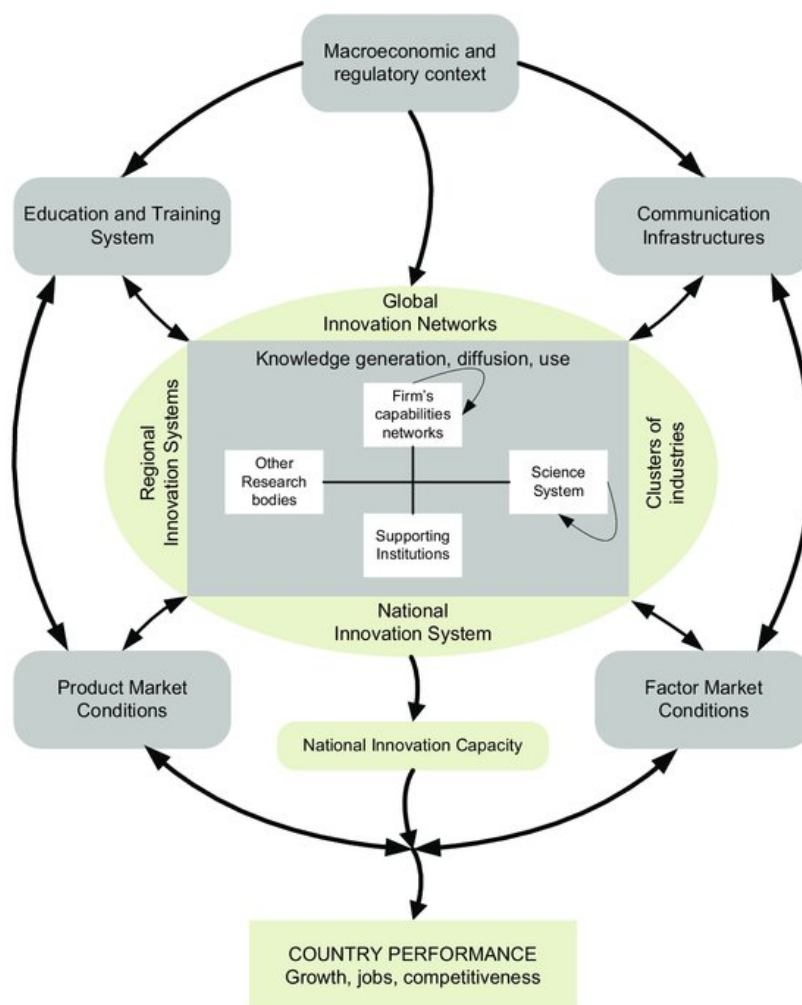 Macroeconomic and
regulatory context
Education and Training
System
Communication
Infrastructures
Global
Innovation Networks
Knowledge generation, diffusion, use
Firm's
capabilities
networks
Regional
Innovation Systems
Other
Research
bodies
Science
System
Clusters of
industries
Supporting
Institutions
National
Innovation System
Product Market
Conditions
Factor Market
Conditions
National Innovation Capacity
COUNTRY PERFORMANCE
Growth, jobs, competitiveness